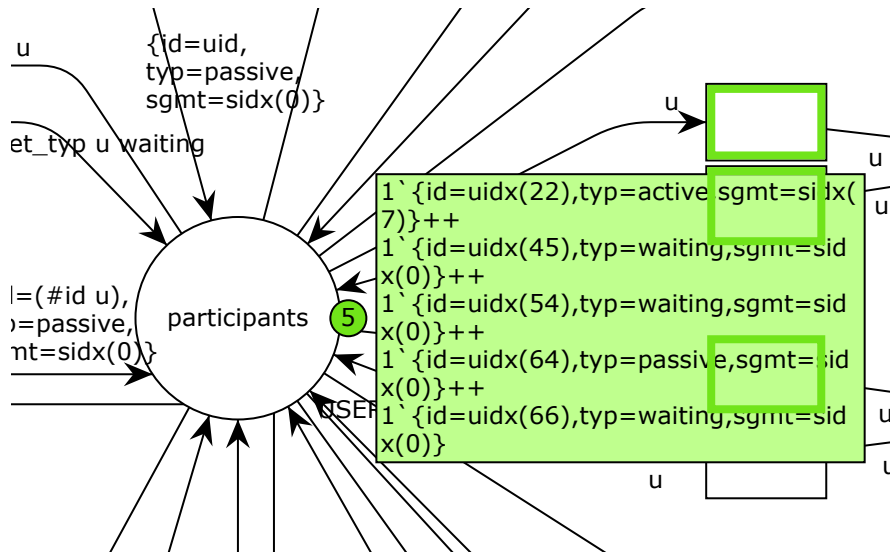 u
{id=uid,
typ=passive,
sgmt=sidx(0)}
u
et_typ u waiting
u
1`{id=uidx(22),typ=active,sgmt=sidx(
7)}++
1`{id=uidx(45),typ=waiting,sgmt=sid
x(0)}++
1`{id=uidx(54),typ=waiting,sgmt=sid
x(0)}++
1`{id=uidx(64),typ=passive,sgmt=sid
x(0)}++
1`{id=uidx(66),typ=waiting,sgmt=sid
x(0)}
u
=(#id u),
=passive,
mt=sidx(0)}
participants
5
USER
u
u
u